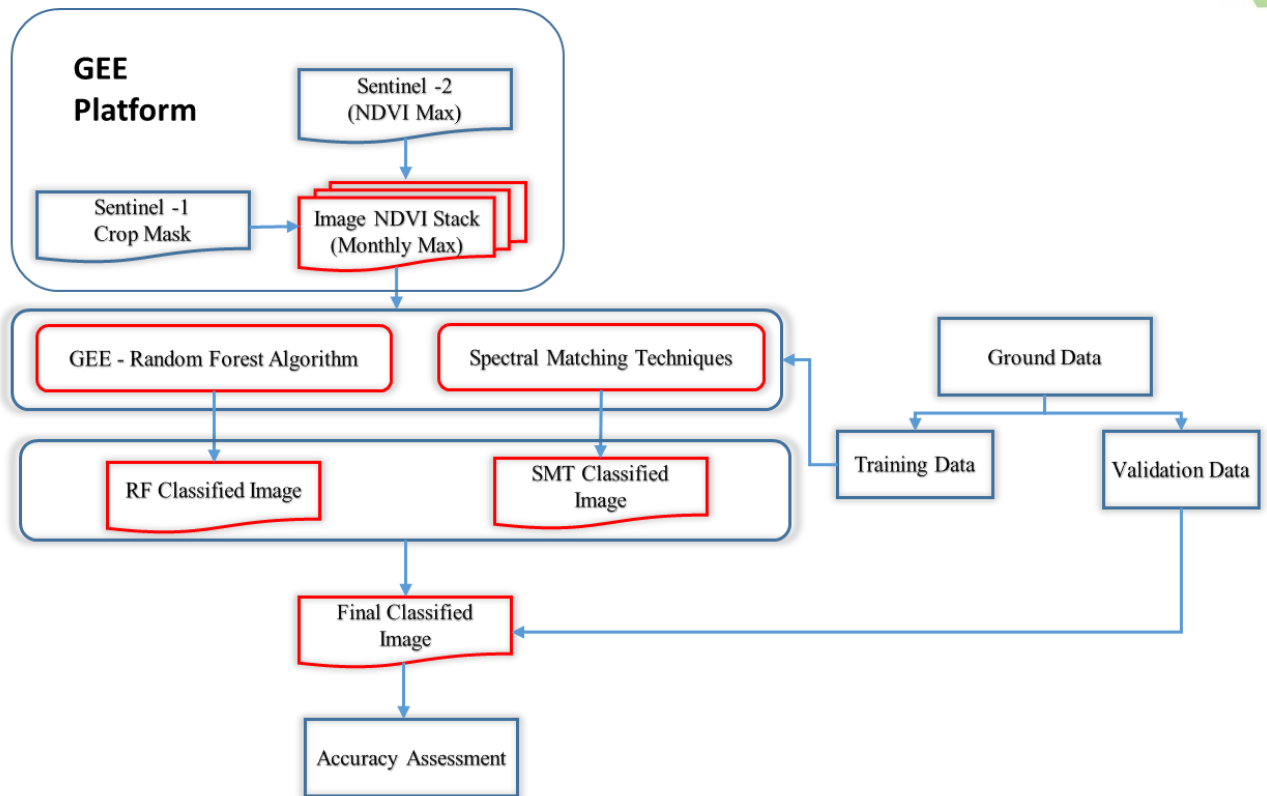 GEE
Platform
Sentinel -2
(NDVI Max)
Sentinel -1
Crop Mask
Image NDVI Stack
(Monthly Max)
GEE - Random Forest Algorithm
Spectral Matching Techniques
Ground Data
Training Data
Validation Data
RF Classified Image
SMT Classified
Image
Final Classified
Image
Accuracy Assessment